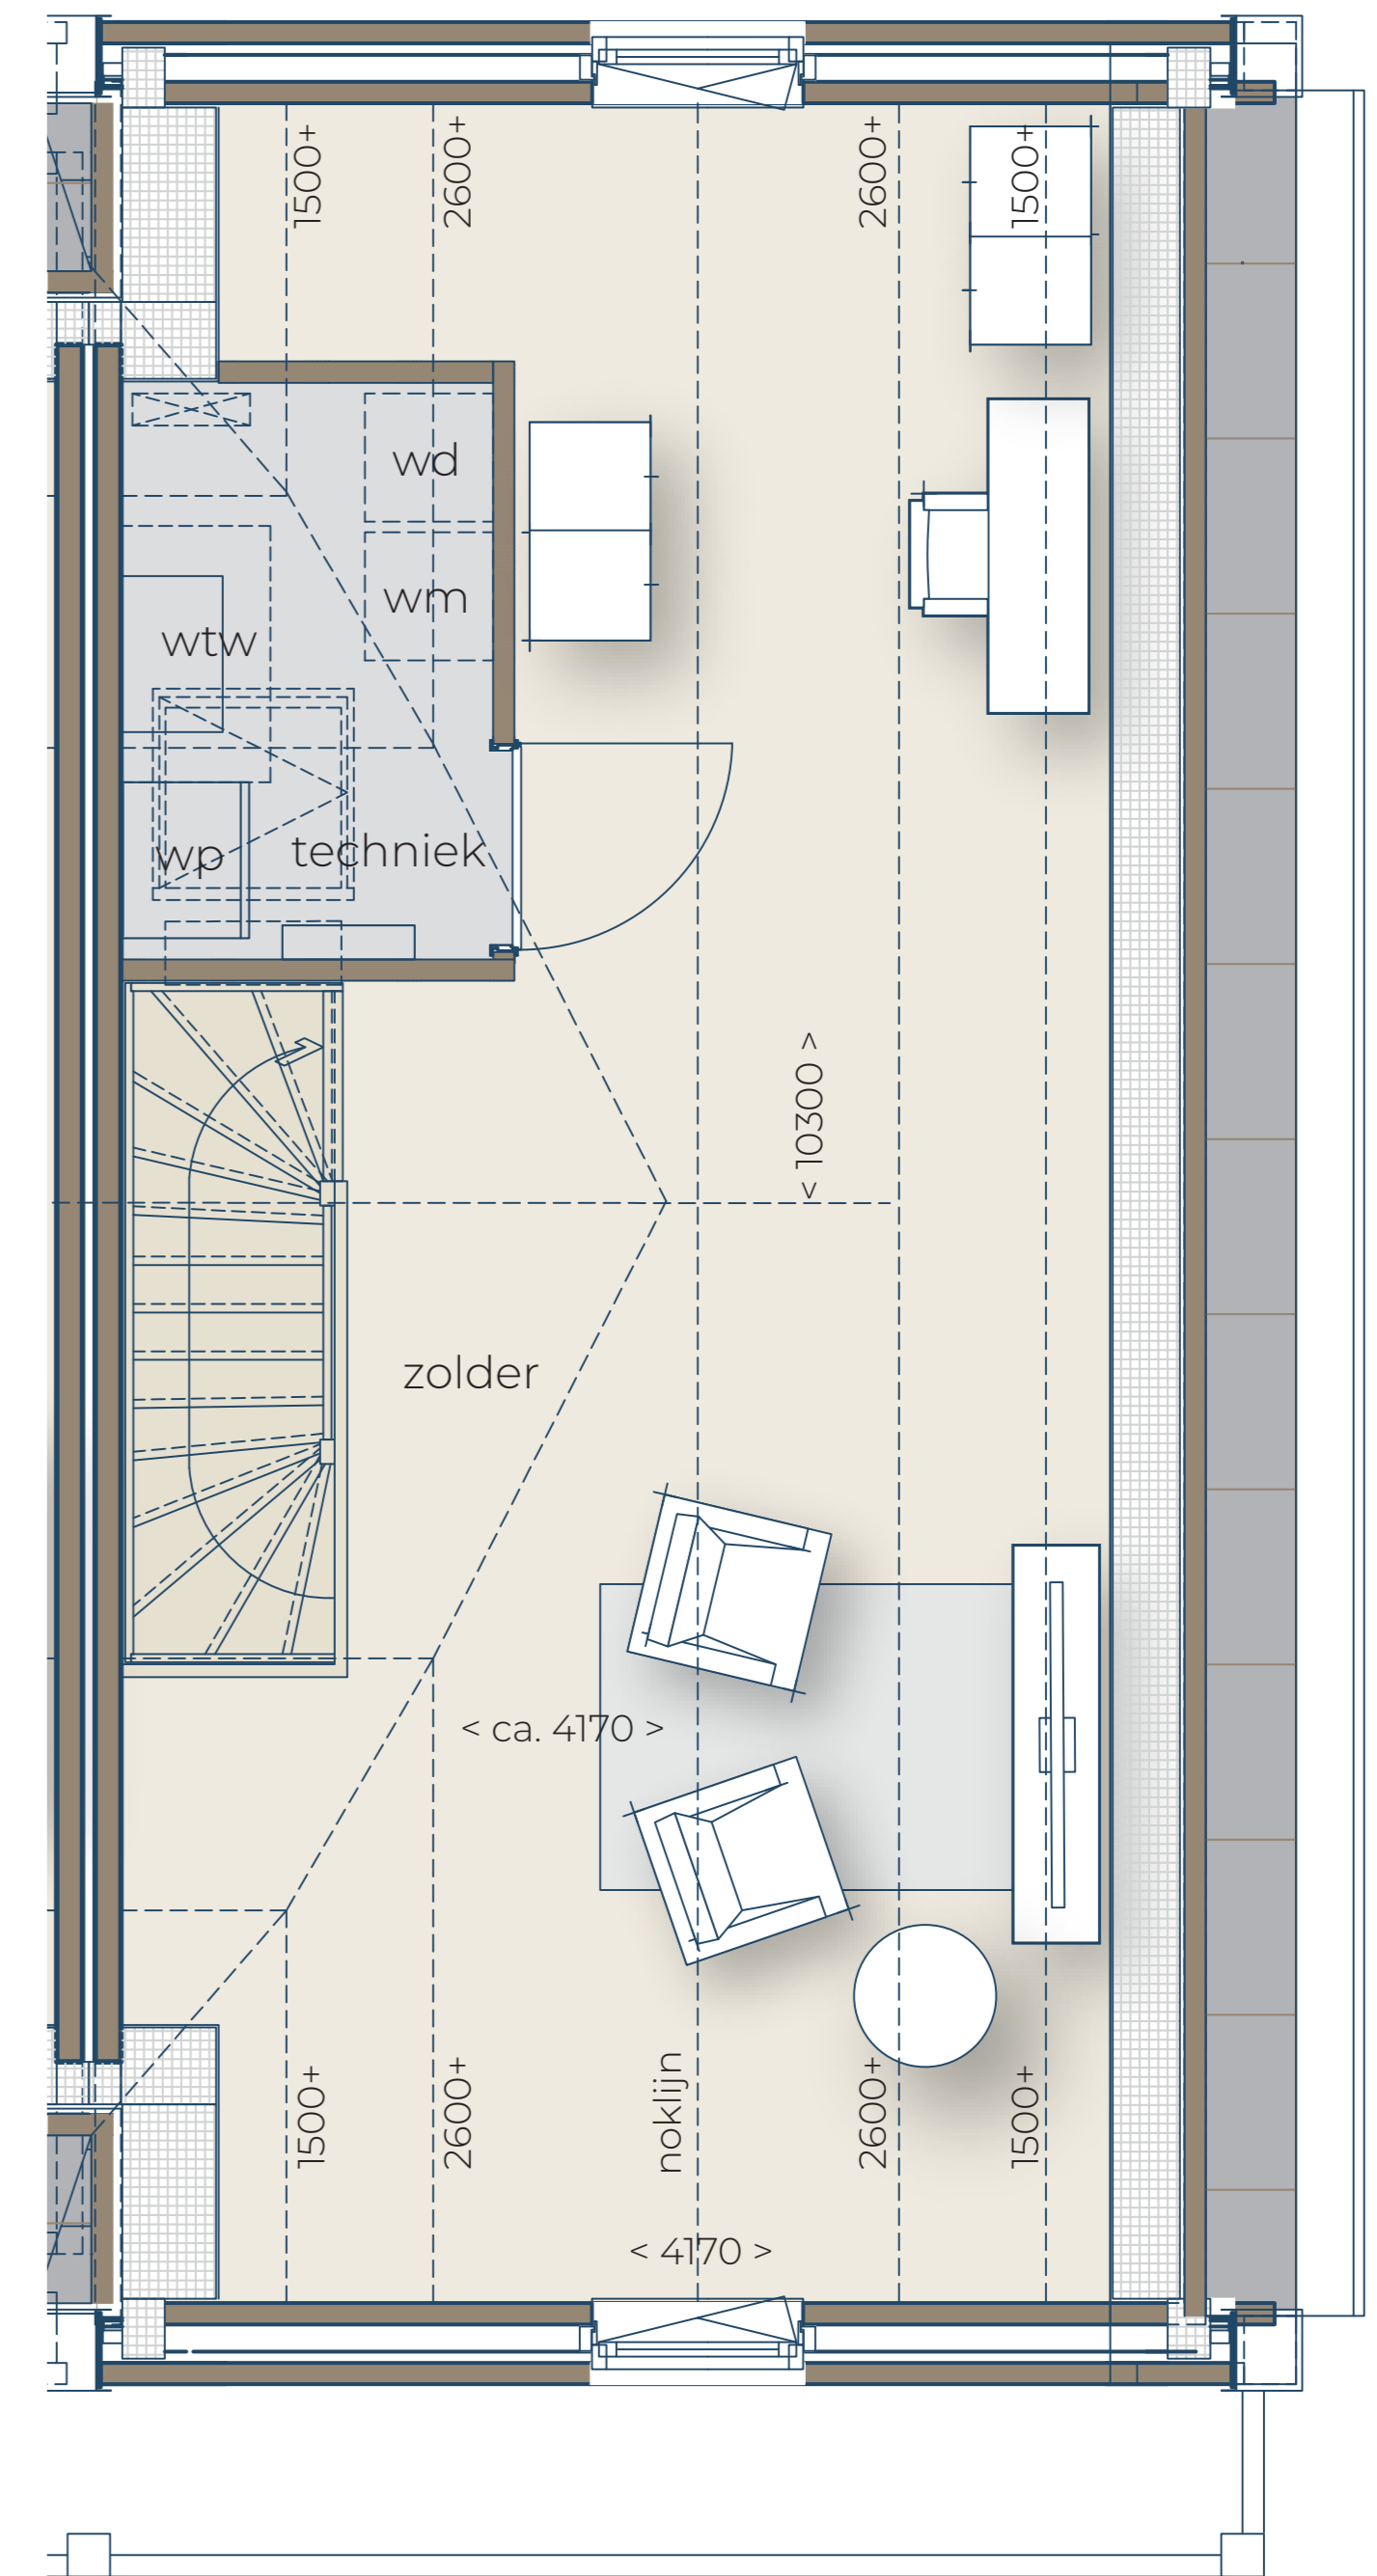 1500+
2600+
2600+
1500+
wd
wm
wtw
wp
techniek
< 10300 >
zolder
< ca. 4170 >
1500+
2600+
noklijn
2600+
1500+
< 4170 >